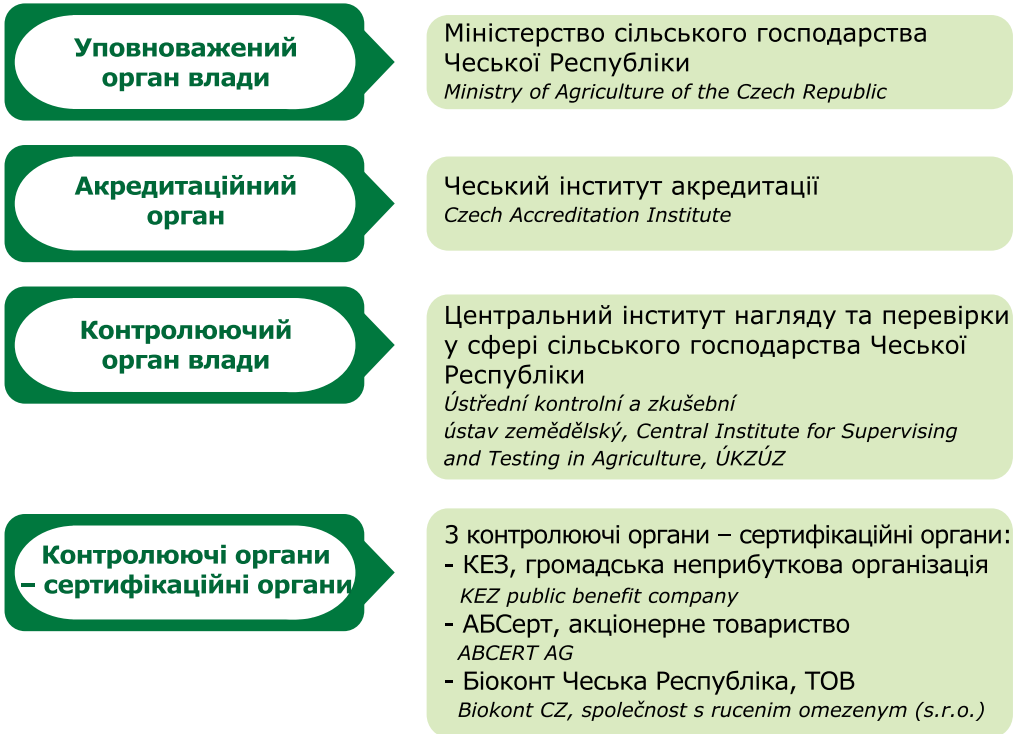 Уповноважений
орган влади
Міністерство сільського господарства
Чеської Республіки
Ministry of Agriculture of the Czech Republic
Акредитаційний
орган
Чеський інститут акредитації
Czech Accreditation Institute
Контролюючий
орган влади
Центральний інститут нагляду та перевірки
у сфері сільського господарства Чеської
Республіки
Ústřední kontrolní a zkušební
ústav zemědělský, Central Institute for Supervising
and Testing in Agriculture, ÚKZÚZ
Контролюючі органи
– сертифікаційні органи
3 контролюючі органи – сертифікаційні органи:
- КЕЗ, громадська неприбуткова організація
KEZ public benefit company
- АБСерт, акціонерне товариство
ABCERT AG
- Біоконт Чеська Республіка, ТОВ
Biokont CZ, společnost s rucenim omezenym (s.r.o.)